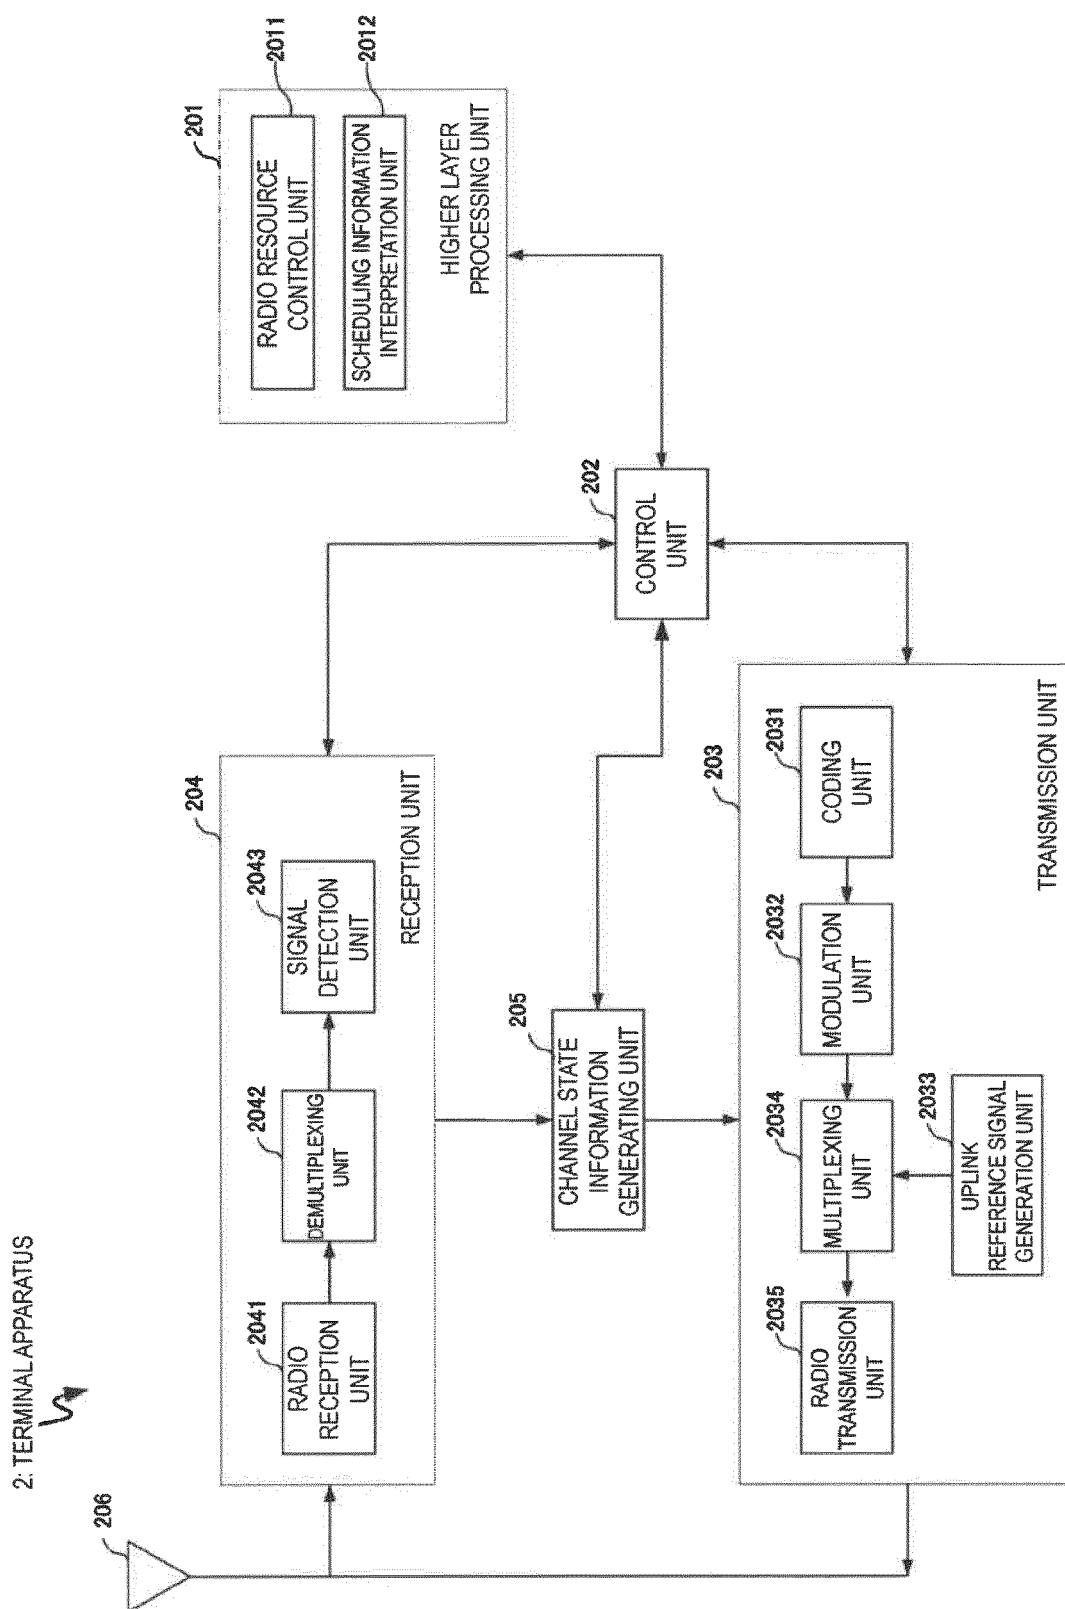 2: TERMINAL APPARATUS
206
204
2041
RADIO
RECEPTION
UNIT
2042
DEMULTIPLEXING
UNIT
2043
SIGNAL
DETECTION
UNIT
RECEPTION UNIT
201
RADIO RESOURCE
CONTROL UNIT
2011
SCHEDULING INFORMATION
INTERPRETATION UNIT
2012
HIGHER LAYER
PROCESSING UNIT
205
CHANNEL STATE
INFORMATION
GENERATING UNIT
202
CONTROL
UNIT
203
2035
RADIO
TRANSMISSION
UNIT
2034
MULTIPLEXING
UNIT
2032
MODULATION
UNIT
2031
CODING
UNIT
2033
UPLINK
REFERENCE SIGNAL
GENERATION UNIT
TRANSMISSION UNIT